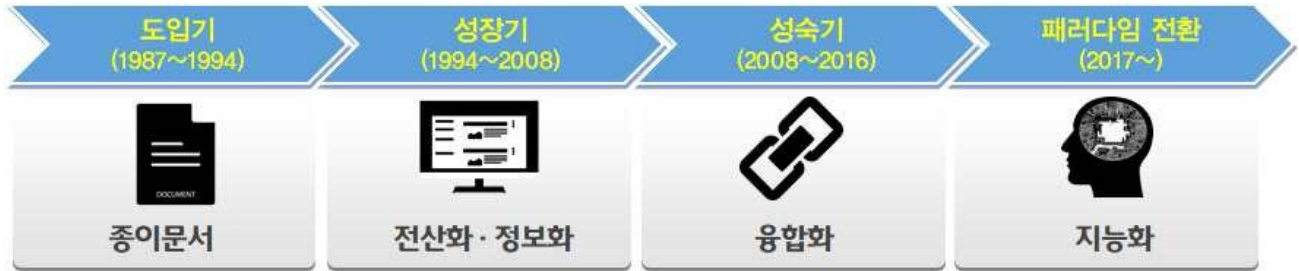 도입기
(1987~1994)
성장기
(1994~2008)
성숙기
(2008~2016)
패러다임 전환
(2017~)
DOCUMENT
종이문서
전산화·정보화
융합화
지능화